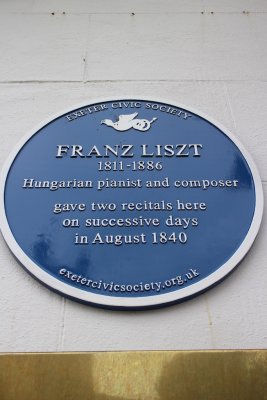 EXETER CIVIC SOCIETY
FRANZ LISZT
1811-1886
Hungarian pianist and composer
gave two recitals here
on successive days
in August 1840
exetercivicsociety.org.uk